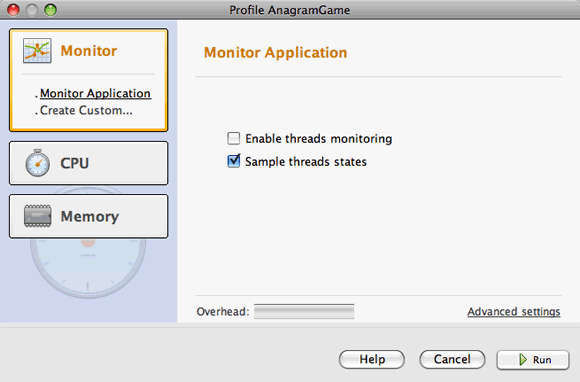 Profile AnagramGame
Monitor
. Monitor Application
. Create Custom...
CPU
Memory
Monitor Application
Enable threads monitoring
Sample threads states
Overhead:
Advanced settings
Help
Cancel
Run